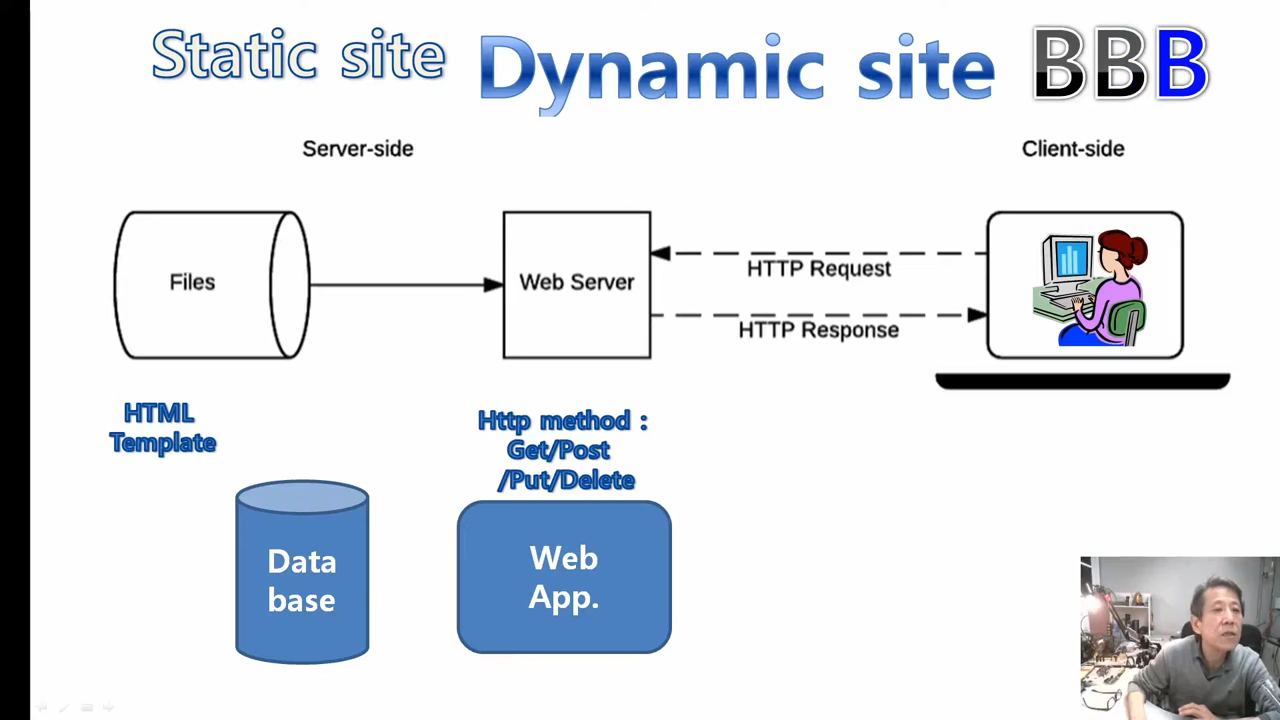 Static site Dynamic site BBB
Server-side
Client-side
Files
Web Server
HTTP Request
HTTP Response
HTML
Template
Http method :
Get/Post
/Put/Delete
Data
base
Web
App.